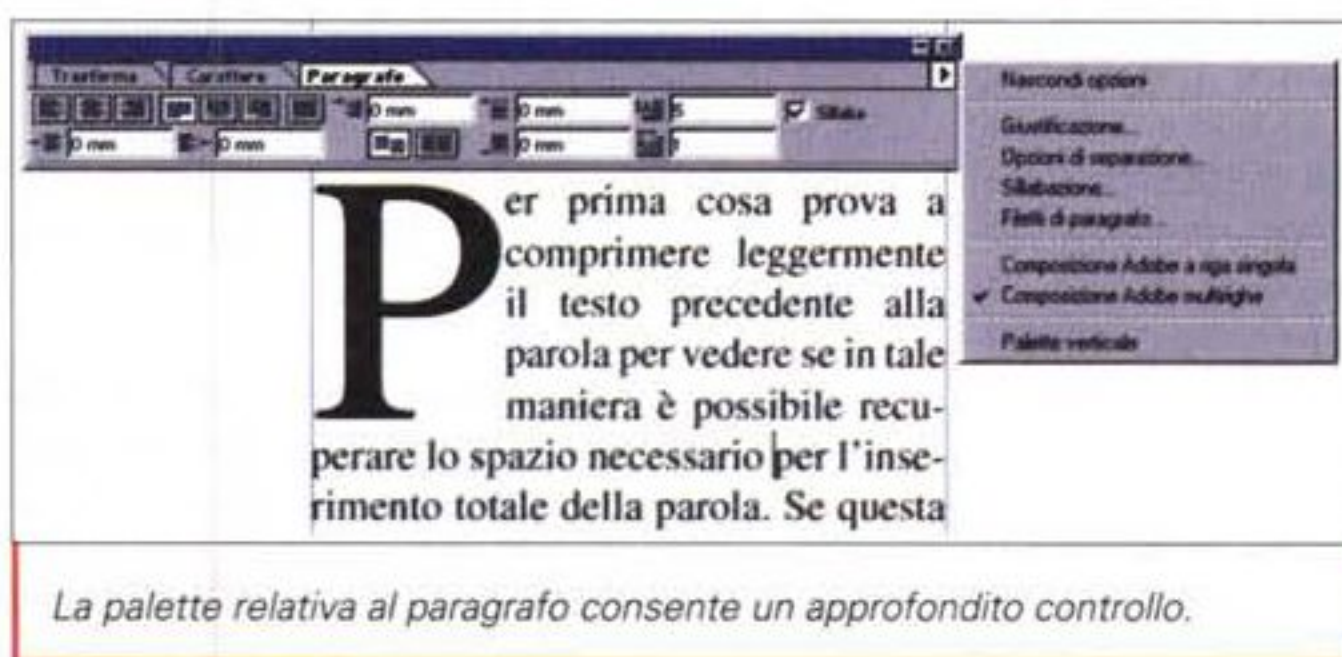 Trasforma Carattere Paragrafo
0 mm 0 mm 5 Sillaba
0 mm 0 mm 0 mm 1
Nascondi opzioni
Giustificazione...
Opzioni di separazione...
Sillabazione...
Filetti di paragrafo...
Composizione Adobe a riga singola
Composizione Adobe multirighe
Palette verticale
Per prima cosa prova a
comprimere leggermente
il testo precedente alla
parola per vedere se in tale
maniera è possibile recu-
perare lo spazio necessario per l'inse-
rimento totale della parola. Se questa
La palette relativa al paragrafo consente un approfondito controllo.